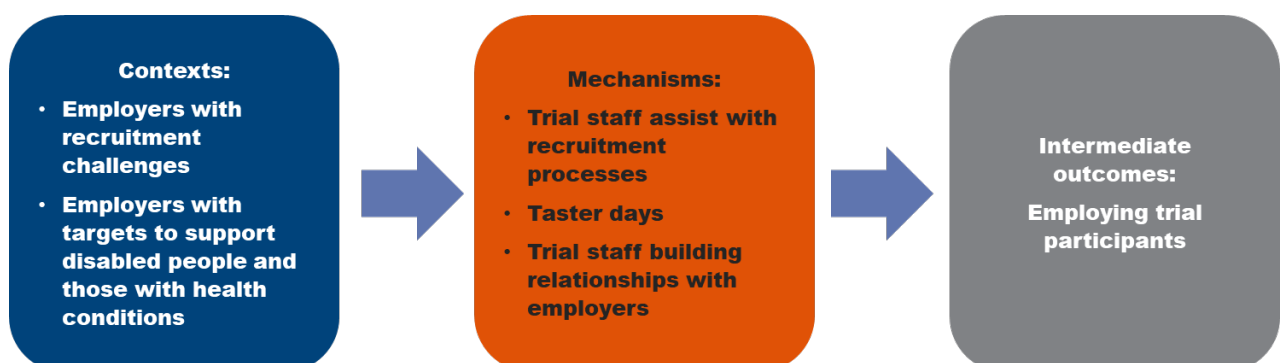 Contexts:
• Employers with
recruitment
challenges
• Employers with
targets to support
disabled people and
those with health
conditions
Mechanisms:
• Trial staff assist with
recruitment
processes
• Taster days
• Trial staff building
relationships with
employers
Intermediate
outcomes:
Employing trial
participants